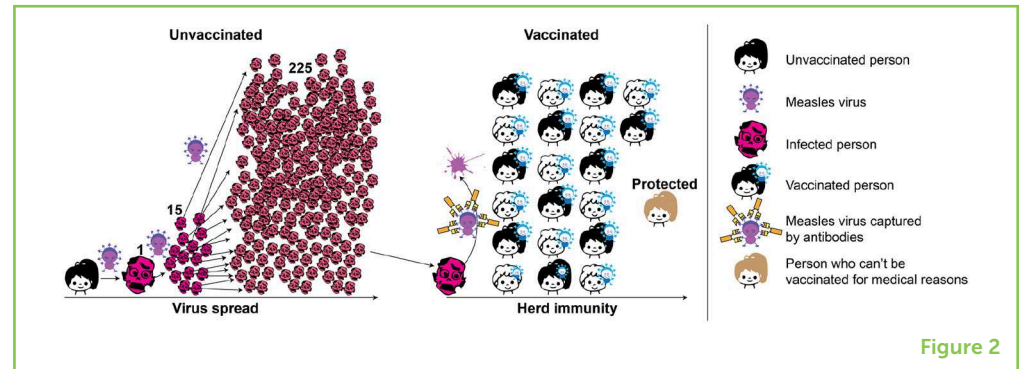 Unvaccinated
225
15
1
Virus spread
Vaccinated
Protected
Herd immunity
Unvaccinated person
Measles virus
Infected person
Vaccinated person
Measles virus captured
by antibodies
Person who can't be
vaccinated for medical reasons
Figure 2